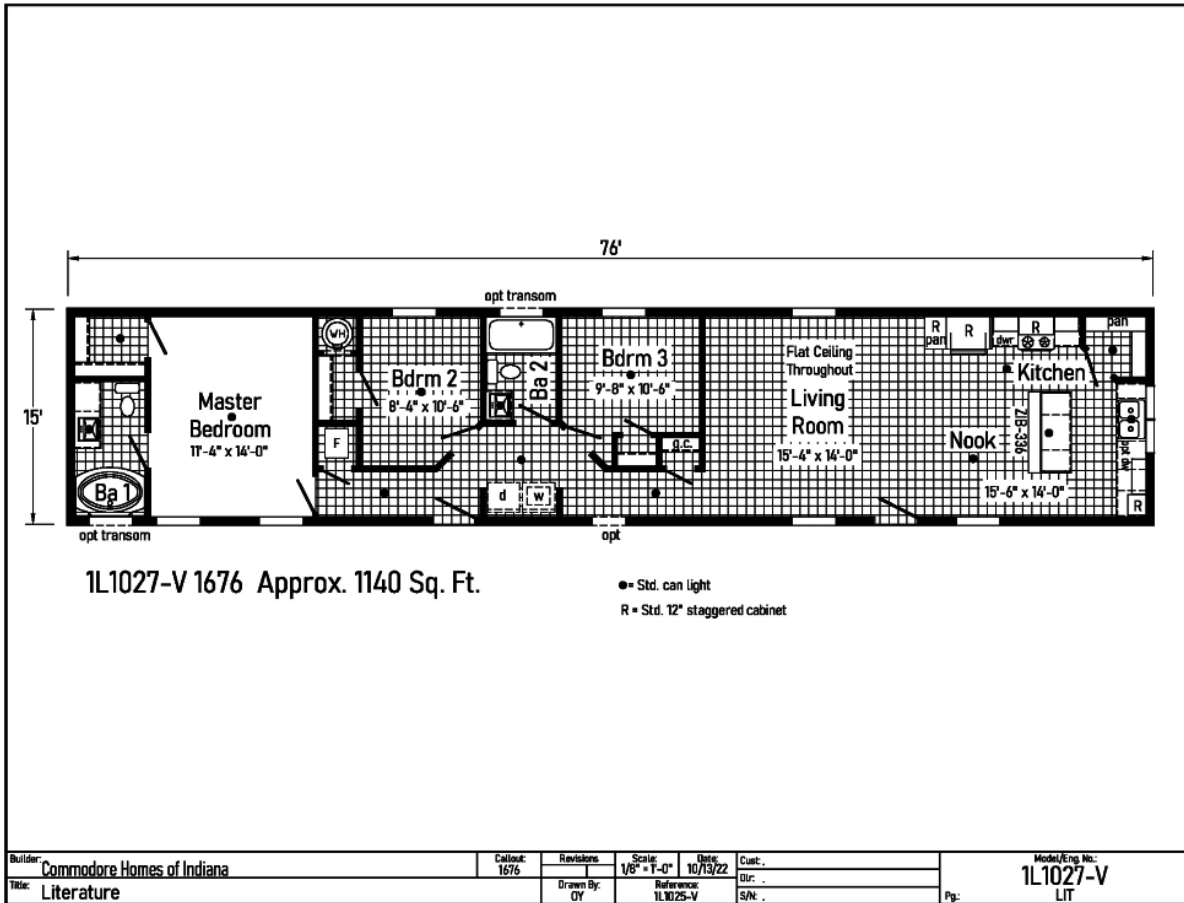 76'
opt transom
15'
WH
Bdrm 2
8'-4" x 10'-6"
Ba 2
Bdrm 3
9'-8" x 10'-6"
Flat Ceiling
Throughout
Living
Room
15'-4" x 14'-0"
R
pan
R
dwr
R
pan
Kitchen
Nook
15'-6" x 14'-0"
ZIB-336
opt dw
R
Master
Bedroom
11'-4" x 14'-0"
F
g.c.
d
w
Ba 1
opt transom
opt
1L1027-V 1676 Approx. 1140 Sq. Ft.
●= Std. can light
R = Std. 12" staggered cabinet
Builder: Commodore Homes of Indiana
Title: Literature
Callout:
1676
Revisions
Drawn By:
OY
Scale:
1/8" = 1'-0"
Date:
10/13/22
Reference:
1L1025-V
Cust: .
Dlr: .
S/N: .
Model/Eng. No.:
1L1027-V
Pg.: LIT